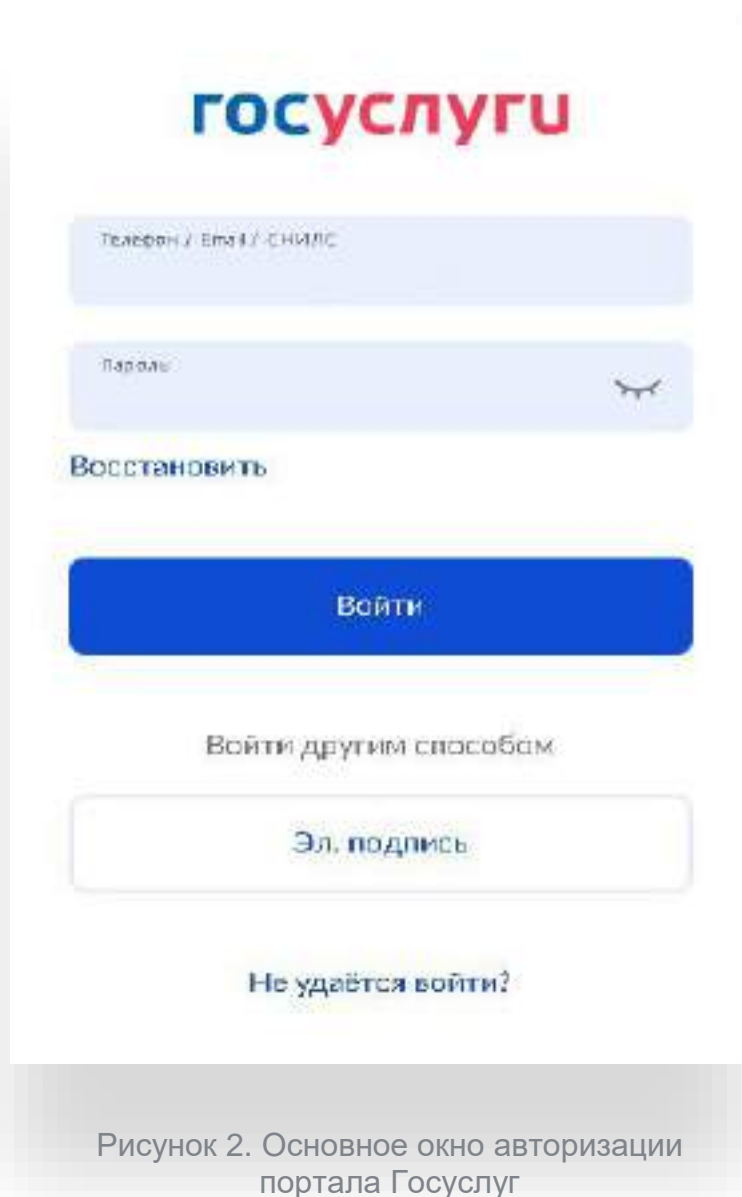 госуслуги
Телефон / Email / СНИЛС
Пароль
Восстановить
Войти
Войти другим способом
Эл. подпись
Не удаётся войти?
Рисунок 2. Основное окно авторизации
портала Госуслуг